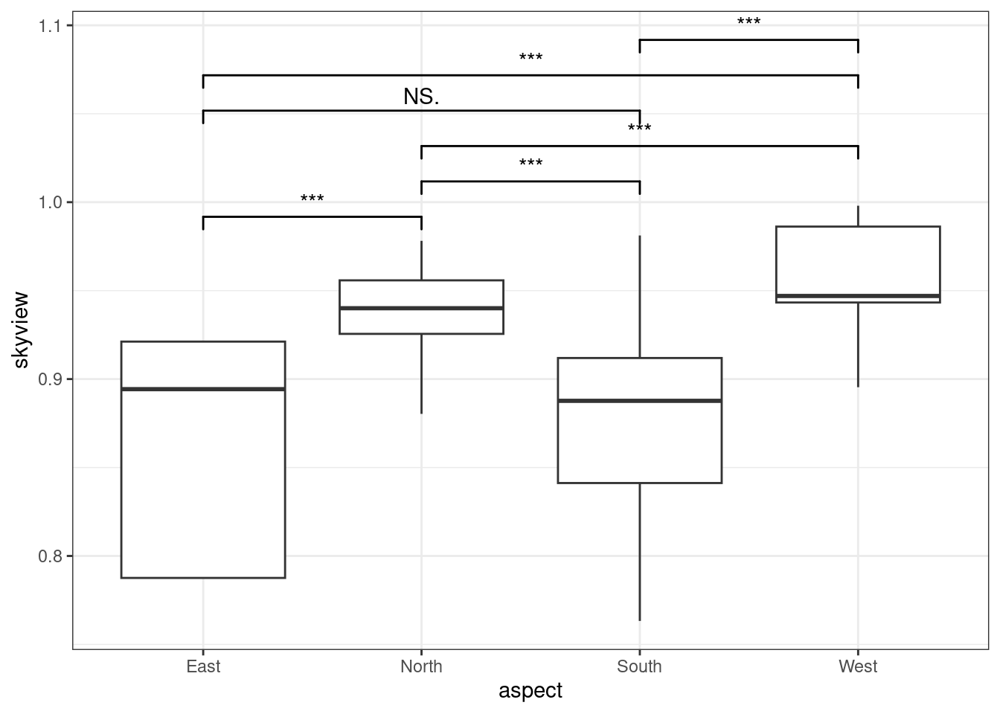 1.1
***
***
NS.
***
***
1.0
***
0.9
0.8
skyview
East North South West
aspect